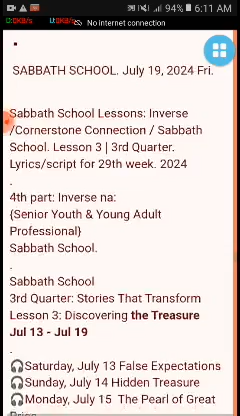 O:0KB/s U:0KB/s No internet connection
94% 6:11 AM
SABBATH SCHOOL. July 19, 2024 Fri.
Sabbath School Lessons: Inverse
/Cornerstone Connection / Sabbath
School. Lesson 3 | 3rd Quarter.
Lyrics/script for 29th week. 2024
.
4th part: Inverse na:
{Senior Youth & Young Adult
Professional}
Sabbath School.
.
Sabbath School
3rd Quarter: Stories That Transform
Lesson 3: Discovering the Treasure
Jul 13 - Jul 19
.
🎧Saturday, July 13 False Expectations
🎧Sunday, July 14 Hidden Treasure
🎧Monday, July 15 The Pearl of Great